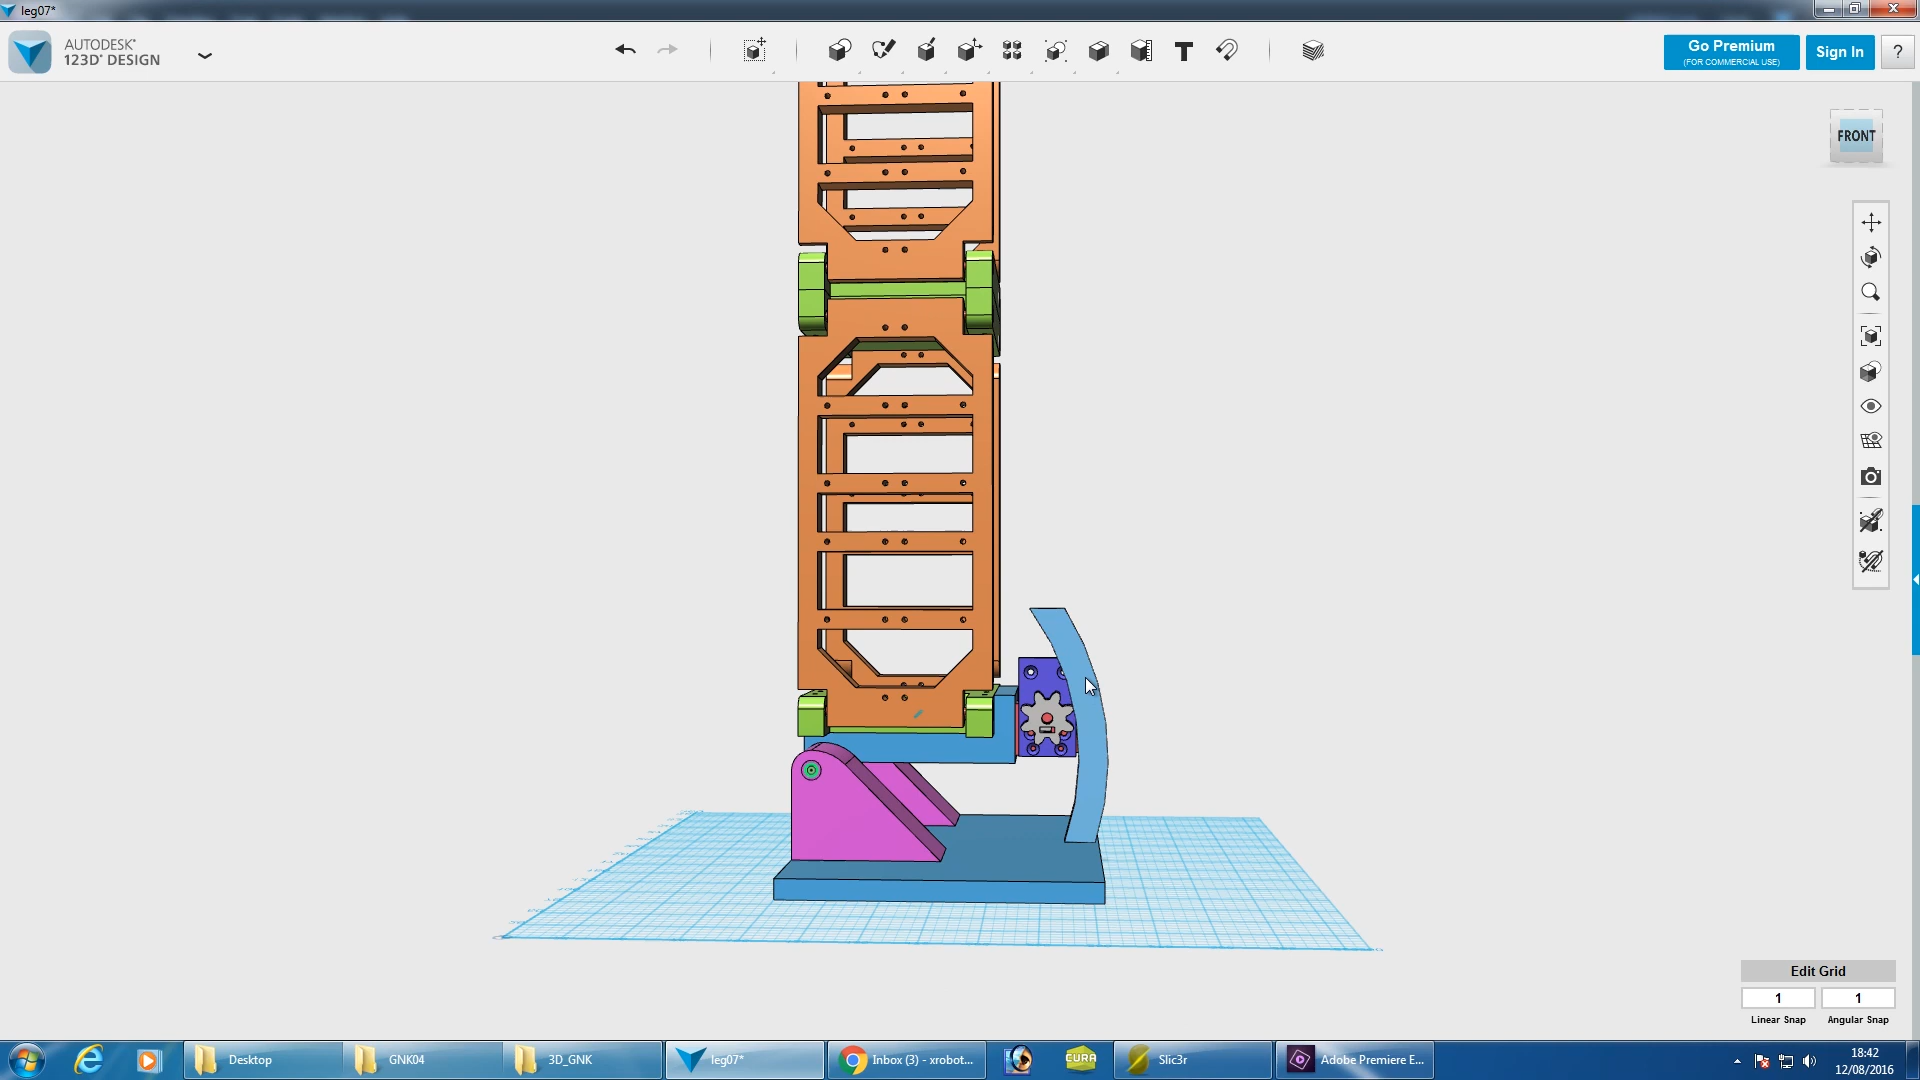 leg07*
AUTODESK®
123D® DESIGN
T
Go Premium
(FOR COMMERCIAL USE)
Sign In
?
FRONT
Edit Grid
1
1
Linear Snap
Angular Snap
Desktop
GNK04
3D_GNK
leg07*
Inbox (3) - xrobot...
CURA
Slic3r
Adobe Premiere E...
18:42
12/08/2016